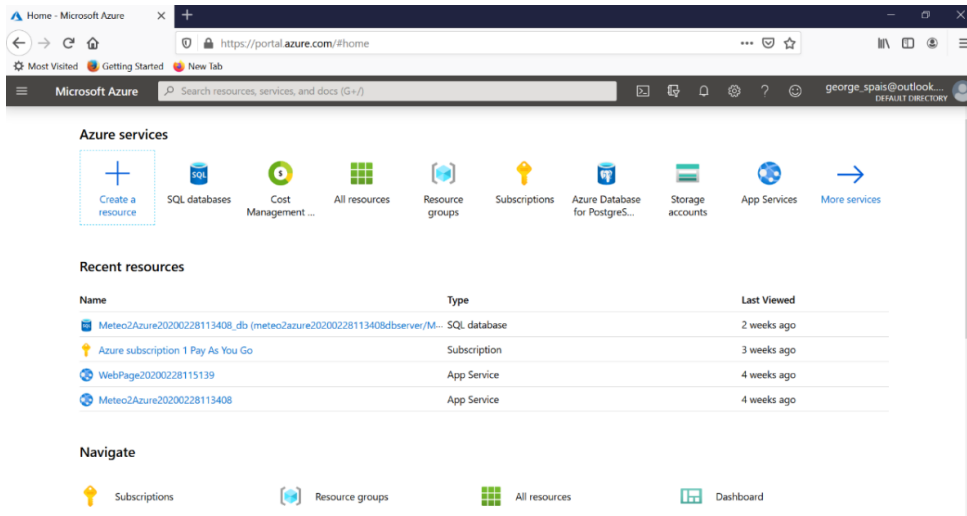 Home - Microsoft Azure
https://portal.azure.com/#home
Most Visited Getting Started New Tab
Microsoft Azure Search resources, services, and docs (G+/) george_spais@outlook....
DEFAULT DIRECTORY
Azure services
SQL
Create a resource
SQL databases
Cost Management ...
All resources
Resource groups
Subscriptions
Azure Database for PostgreS...
Storage accounts
App Services
More services
Recent resources
Name Type Last Viewed
Meteo2Azure20200228113408_db (meteo2azure20200228113408dbserver/M... SQL database 2 weeks ago
Azure subscription 1 Pay As You Go Subscription 3 weeks ago
WebPage20200228115139 App Service 4 weeks ago
Meteo2Azure20200228113408 App Service 4 weeks ago
Navigate
Subscriptions Resource groups All resources Dashboard